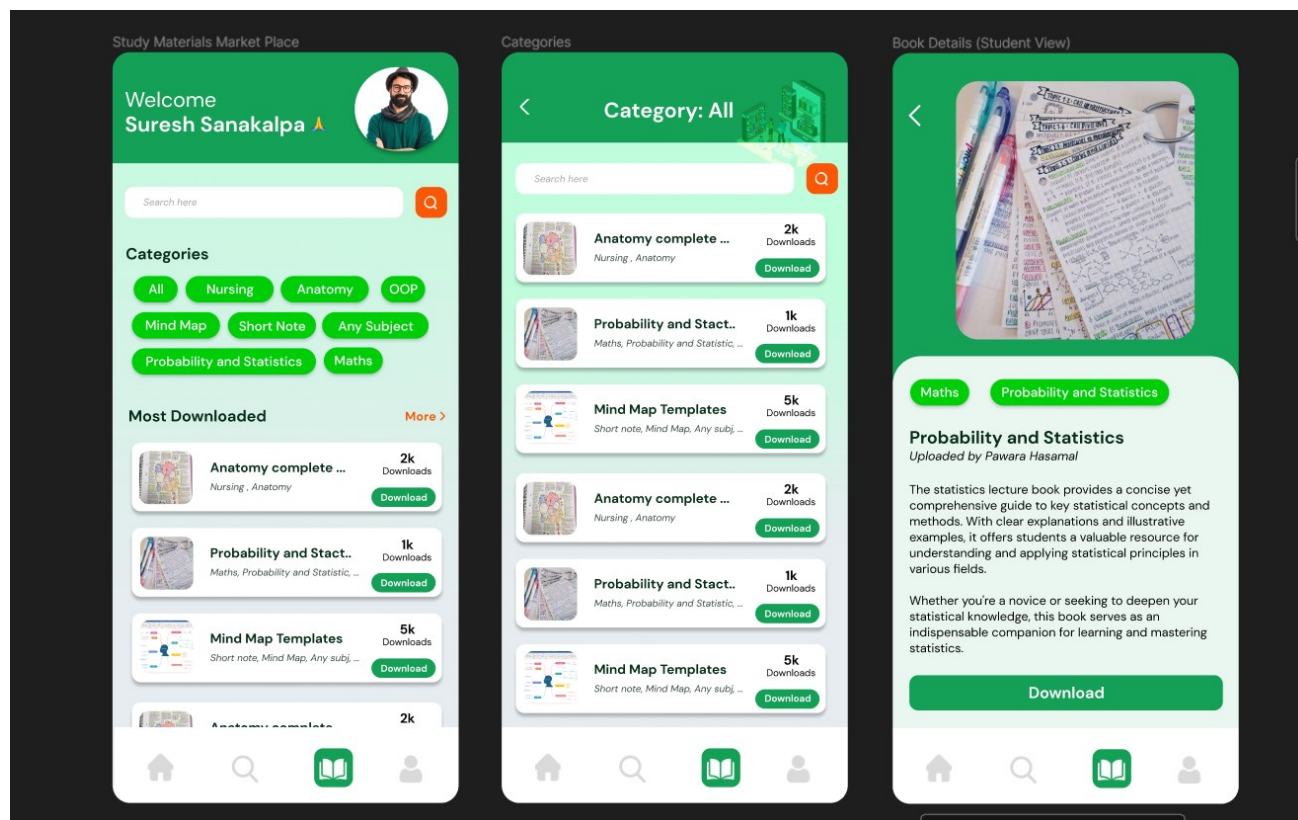 Study Materials Market Place
Welcome
Suresh Sanakalpa 🙏
Search here
Categories
All Nursing Anatomy OOP
Mind Map Short Note Any Subject
Probability and Statistics Maths
Most Downloaded More >
Anatomy complete ...
Nursing , Anatomy
2k
Downloads
Download
Probability and Stact..
Maths, Probability and Statistic, ...
1k
Downloads
Download
Mind Map Templates
Short note, Mind Map, Any subj, ...
5k
Downloads
Download
Anatomy complete
2k
Categories
Category: All
Search here
Anatomy complete ...
Nursing , Anatomy
2k
Downloads
Download
Probability and Stact..
Maths, Probability and Statistic, ...
1k
Downloads
Download
Mind Map Templates
Short note, Mind Map, Any subj, ...
5k
Downloads
Download
Anatomy complete ...
Nursing , Anatomy
2k
Downloads
Download
Probability and Stact..
Maths, Probability and Statistic, ...
1k
Downloads
Download
Mind Map Templates
Short note, Mind Map, Any subj, ...
5k
Downloads
Download
Book Details (Student View)
Maths Probability and Statistics
Probability and Statistics
Uploaded by Pawara Hasamal
The statistics lecture book provides a concise yet
comprehensive guide to key statistical concepts and
methods. With clear explanations and illustrative
examples, it offers students a valuable resource for
understanding and applying statistical principles in
various fields.
Whether you're a novice or seeking to deepen your
statistical knowledge, this book serves as an
indispensable companion for learning and mastering
statistics.
Download